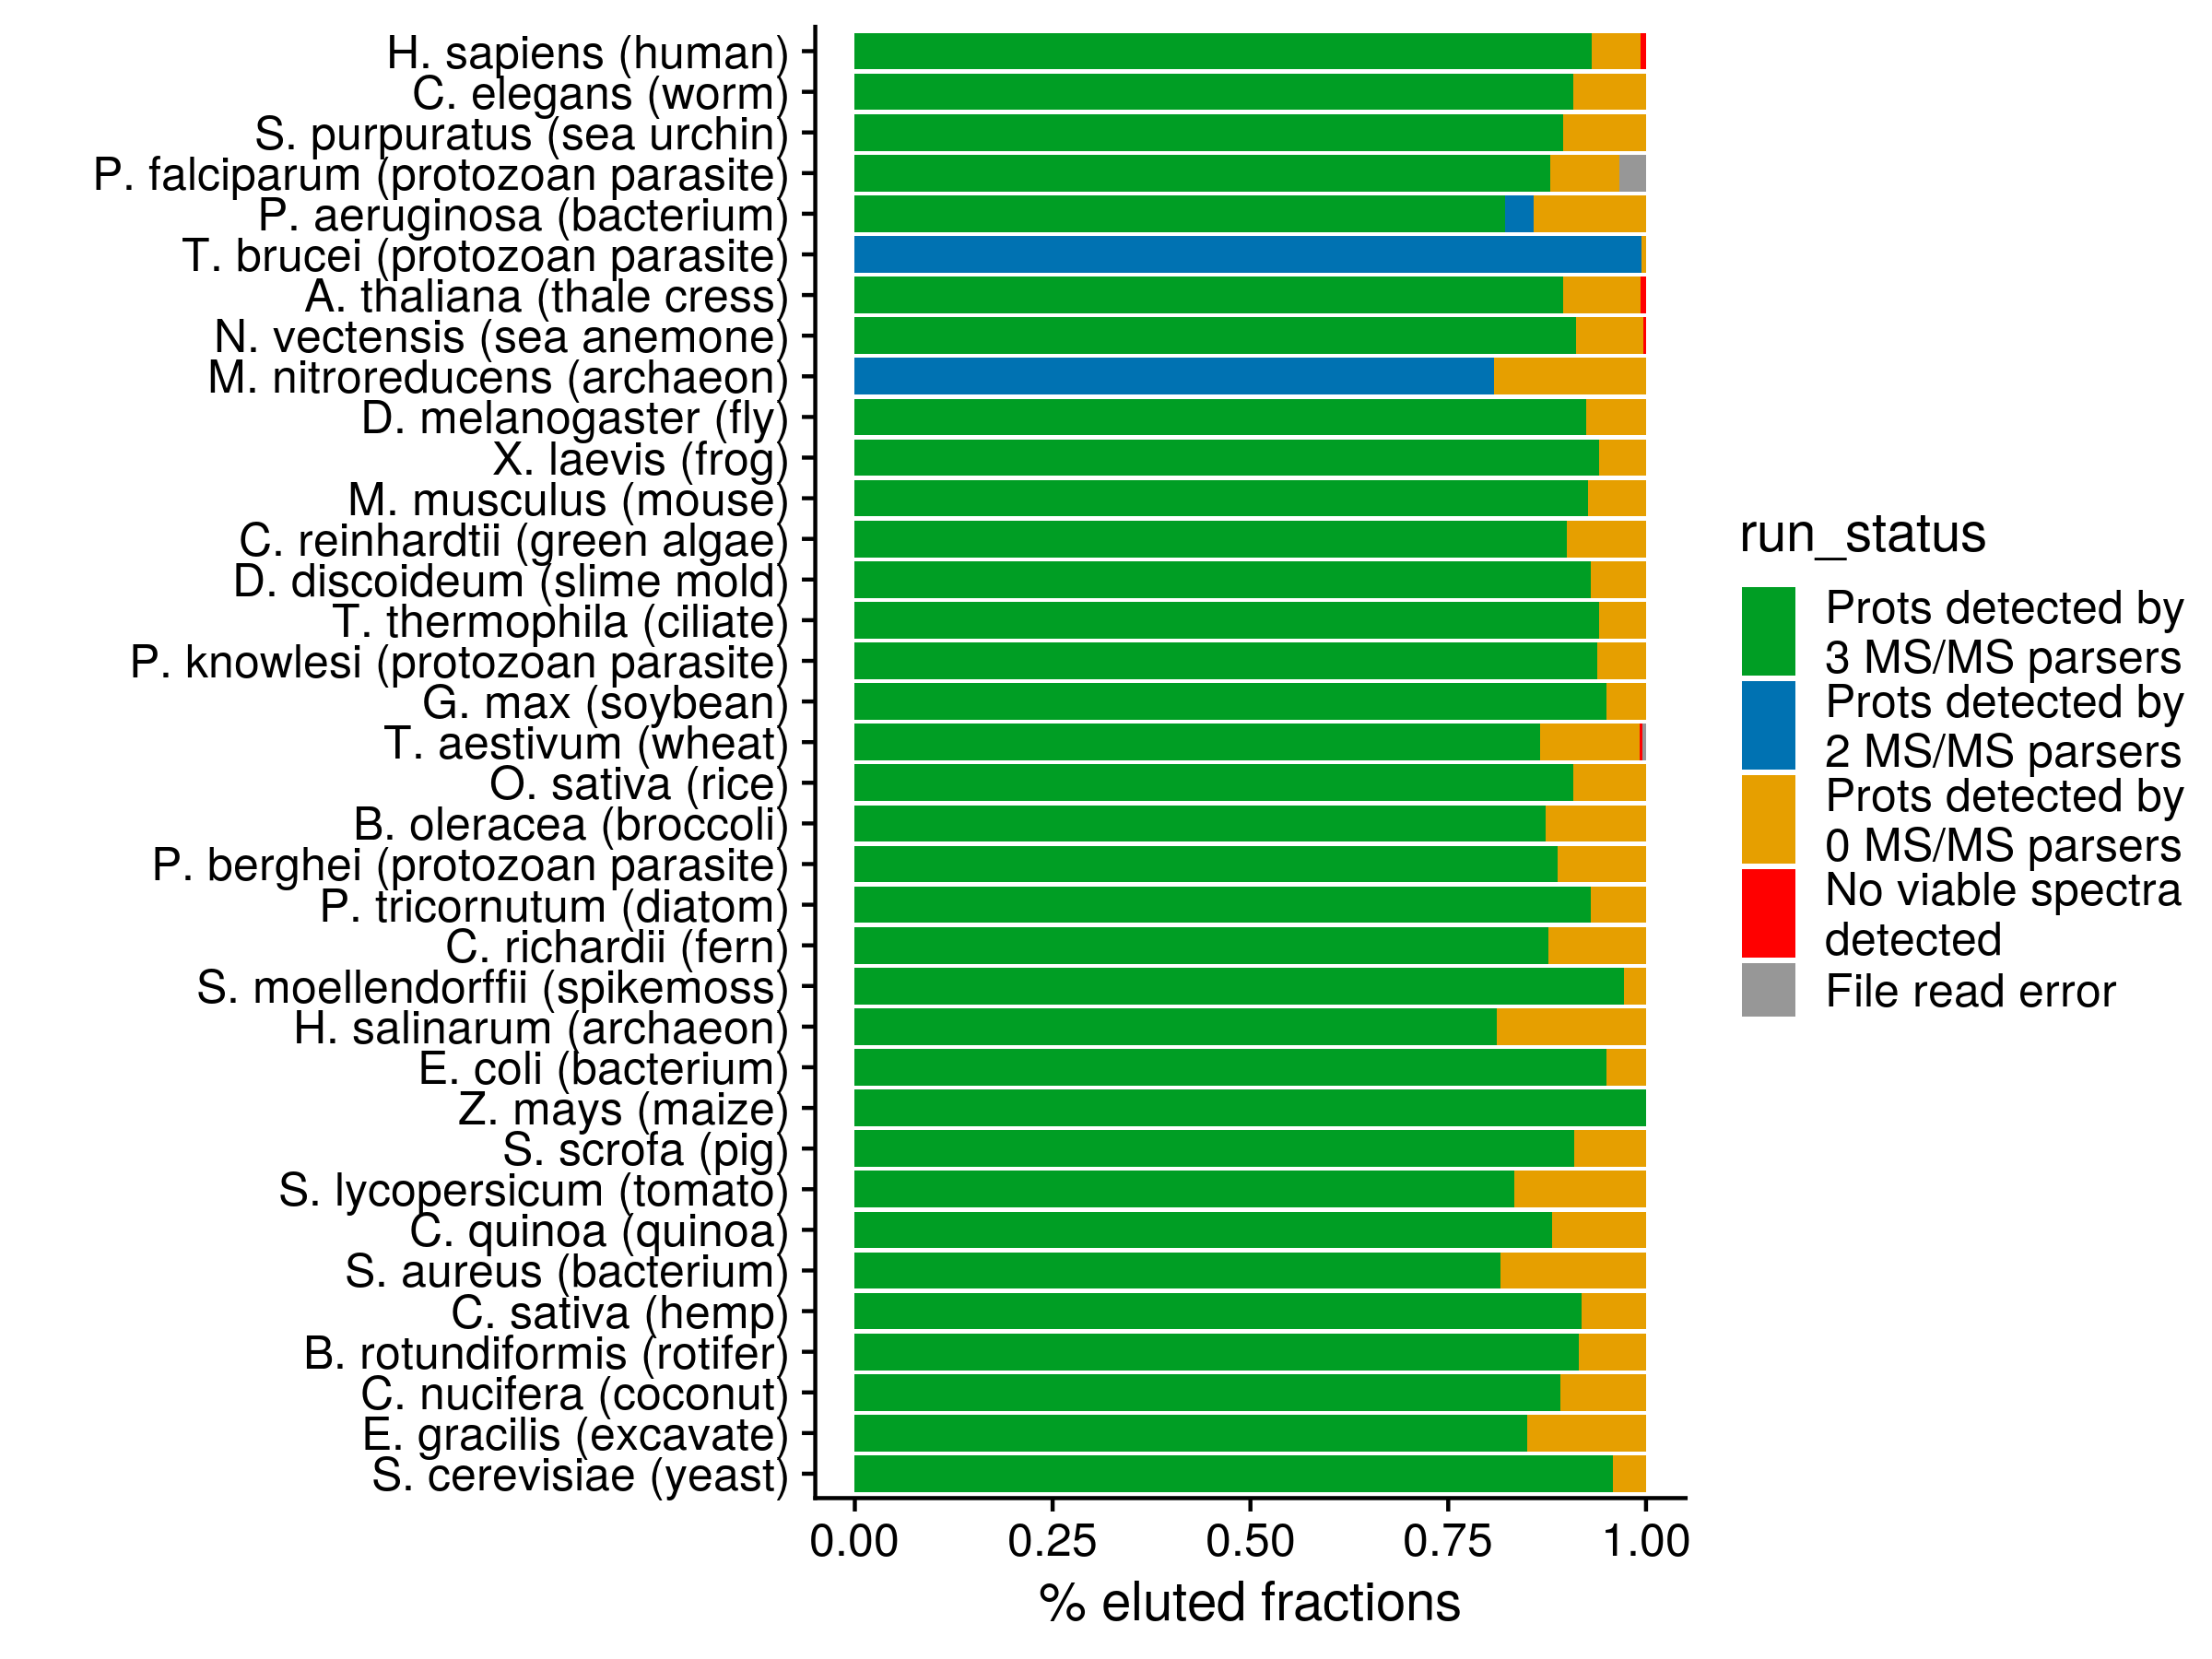 H. sapiens (human)
C. elegans (worm)
S. purpuratus (sea urchin)
P. falciparum (protozoan parasite)
P. aeruginosa (bacterium)
T. brucei (protozoan parasite)
A. thaliana (thale cress)
N. vectensis (sea anemone)
M. nitroreducens (archaeon)
D. melanogaster (fly)
X. laevis (frog)
M. musculus (mouse)
C. reinhardtii (green algae)
D. discoideum (slime mold)
T. thermophila (ciliate)
P. knowlesi (protozoan parasite)
G. max (soybean)
T. aestivum (wheat)
O. sativa (rice)
B. oleracea (broccoli)
P. berghei (protozoan parasite)
P. tricornutum (diatom)
C. richardii (fern)
S. moellendorffii (spikemoss)
H. salinarum (archaeon)
E. coli (bacterium)
Z. mays (maize)
S. scrofa (pig)
S. lycopersicum (tomato)
C. quinoa (quinoa)
S. aureus (bacterium)
C. sativa (hemp)
B. rotundiformis (rotifer)
C. nucifera (coconut)
E. gracilis (excavate)
S. cerevisiae (yeast)
0.00 0.25 0.50 0.75 1.00
% eluted fractions
run_status
Prots detected by
3 MS/MS parsers
Prots detected by
2 MS/MS parsers
Prots detected by
0 MS/MS parsers
No viable spectra
detected
File read error